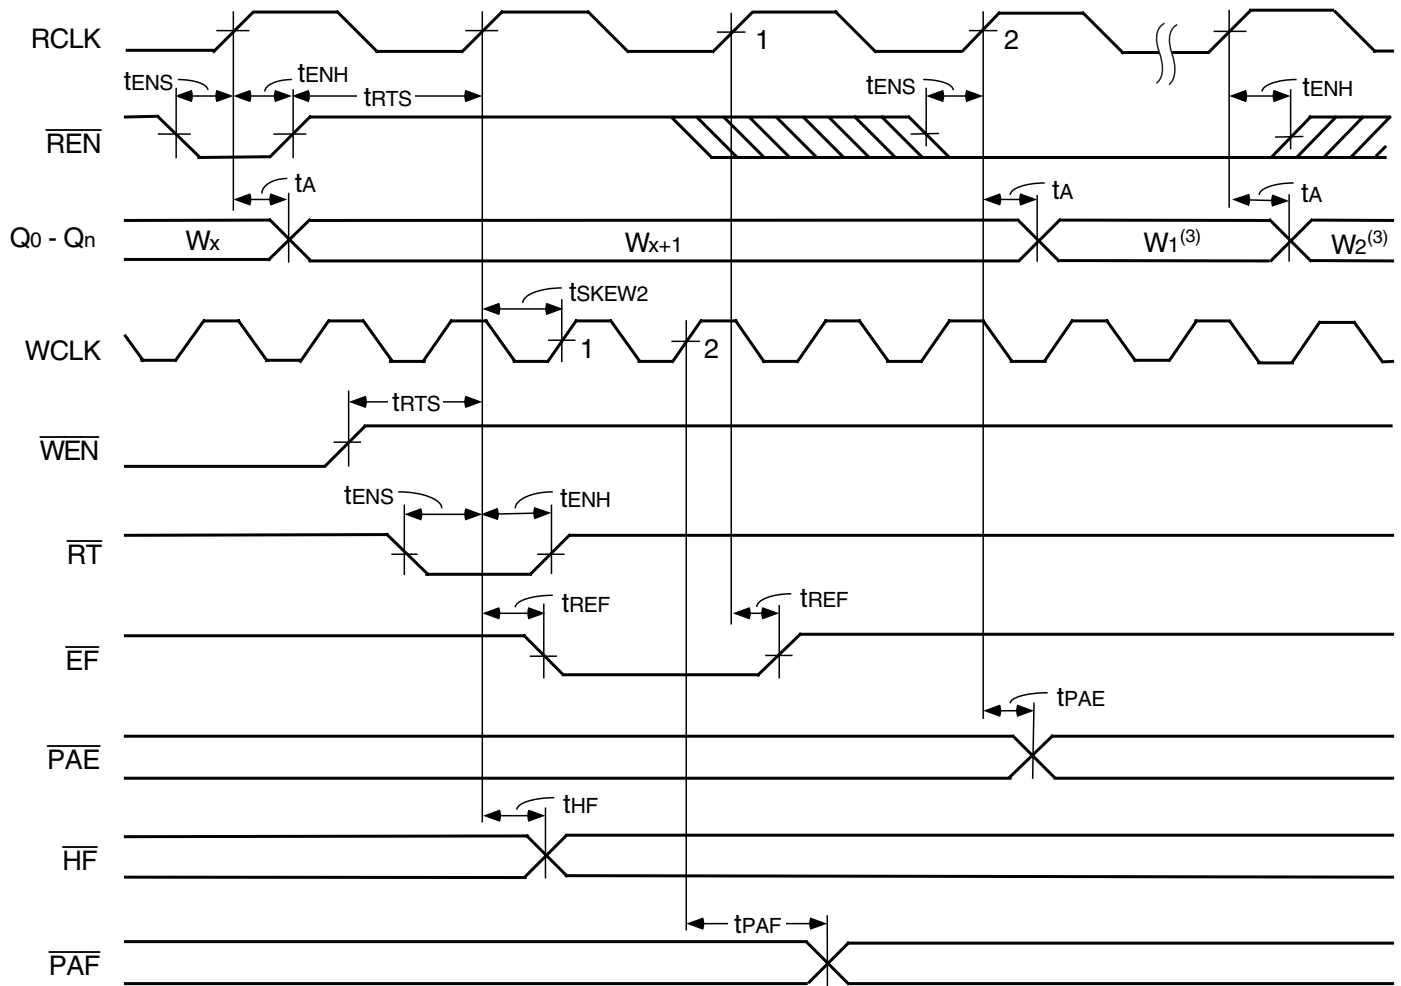 RCLK 1 2
tENS tENH tRTS tENS tENH
REN
tA tA tA
Q0 - Qn Wx Wx+1 W1(3) W2(3)
tSKEW2
WCLK 1 2
tRTS
WEN
tENS tENH
RT
tREF tREF
EF
tPAE
PAE
tHF
HF
tPAF
PAF